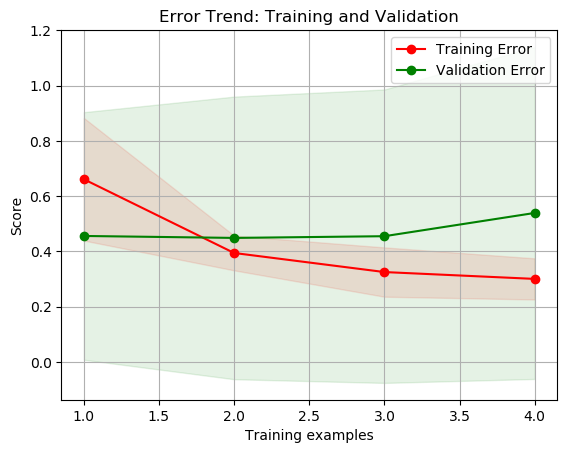 Error Trend: Training and Validation
1.2
1.0
0.8
0.6
0.4
0.2
0.0
Score
Training Error
Validation Error
1.0 1.5 2.0 2.5 3.0 3.5 4.0
Training examples